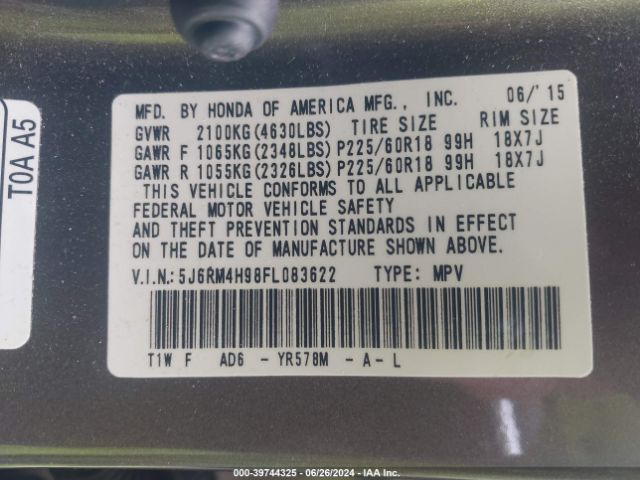 MFD. BY HONDA OF AMERICA MFG., INC. 06/'15
GVWR 2100KG(4630LBS) TIRE SIZE RIM SIZE
GAWR F 1065KG(2348LBS) P225/60R18 99H 18X7J
GAWR R 1055KG(2326LBS) P225/60R18 99H 18X7J
THIS VEHICLE CONFORMS TO ALL APPLICABLE
FEDERAL MOTOR VEHICLE SAFETY
AND THEFT PREVENTION STANDARDS IN EFFECT
ON THE DATE OF MANUFACTURE SHOWN ABOVE.
V.I.N.: 5J6RM4H98FL083622 TYPE: MPV
T1W F AD6 - YR578M - A - L
T0A A5
000-39744325 - 06/26/2024 - IAA Inc.